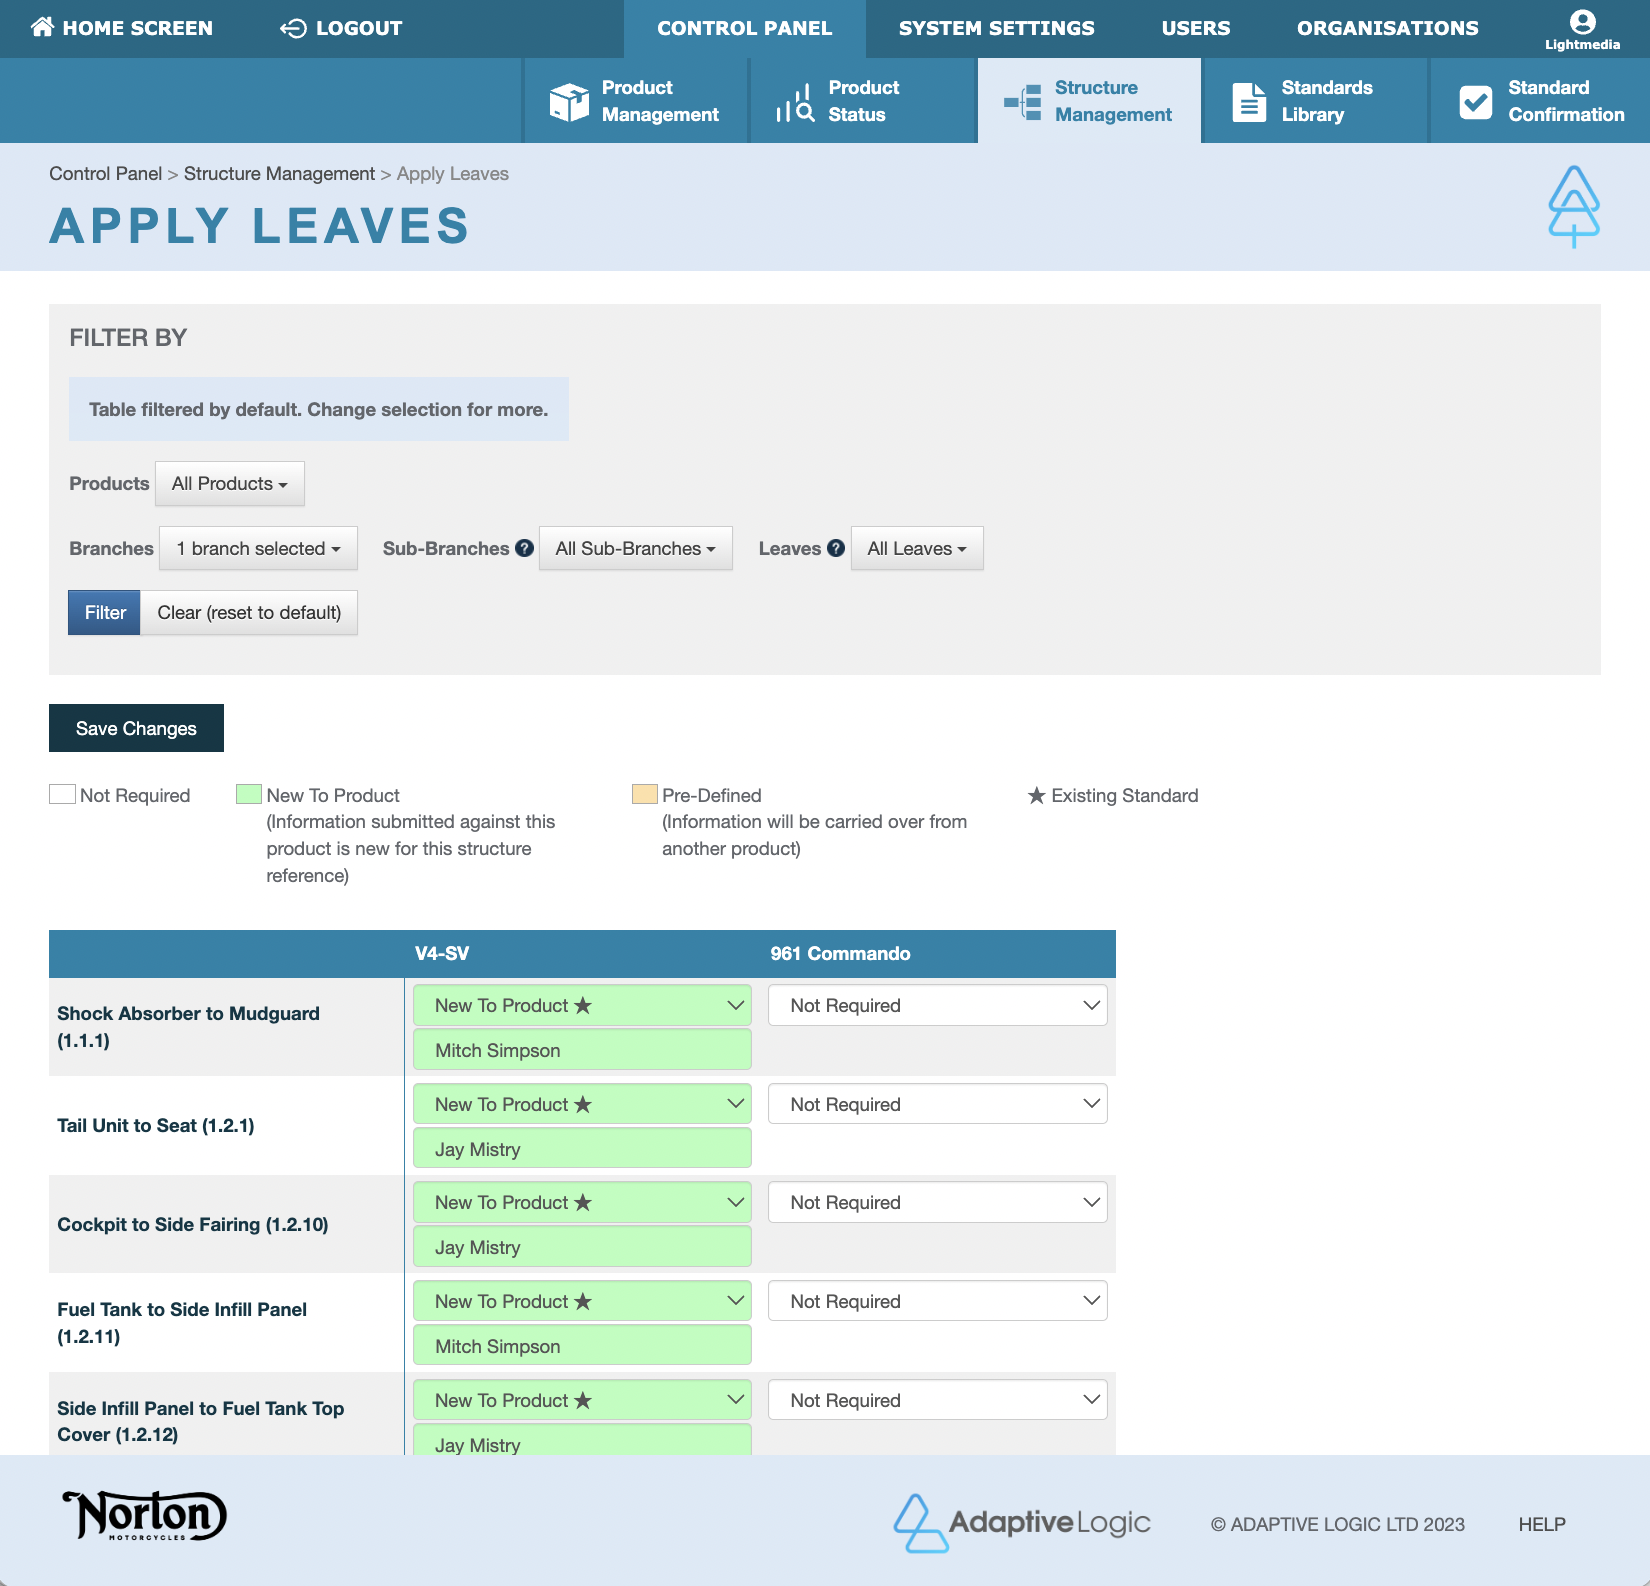 HOME SCREEN
LOGOUT
CONTROL PANEL
SYSTEM SETTINGS
USERS
ORGANISATIONS
Lightmedia
Product
Management
Product
Status
Structure
Management
Standards
Library
Standard
Confirmation
Control Panel > Structure Management > Apply Leaves
APPLY LEAVES
FILTER BY
Table filtered by default. Change selection for more.
Products All Products
Branches 1 branch selected Sub-Branches ? All Sub-Branches Leaves ? All Leaves
Filter Clear (reset to default)
Save Changes
Not Required
New To Product
(Information submitted against this
product is new for this structure
reference)
Pre-Defined
(Information will be carried over from
another product)
★ Existing Standard
V4-SV 961 Commando
Shock Absorber to Mudguard
(1.1.1)
New To Product ★
Mitch Simpson
Not Required
Tail Unit to Seat (1.2.1)
New To Product ★
Jay Mistry
Not Required
Cockpit to Side Fairing (1.2.10)
New To Product ★
Jay Mistry
Not Required
Fuel Tank to Side Infill Panel
(1.2.11)
New To Product ★
Mitch Simpson
Not Required
Side Infill Panel to Fuel Tank Top
Cover (1.2.12)
New To Product ★
Jay Mistry
Not Required
Norton
MOTORCYCLES
AdaptiveLogic
© ADAPTIVE LOGIC LTD 2023
HELP